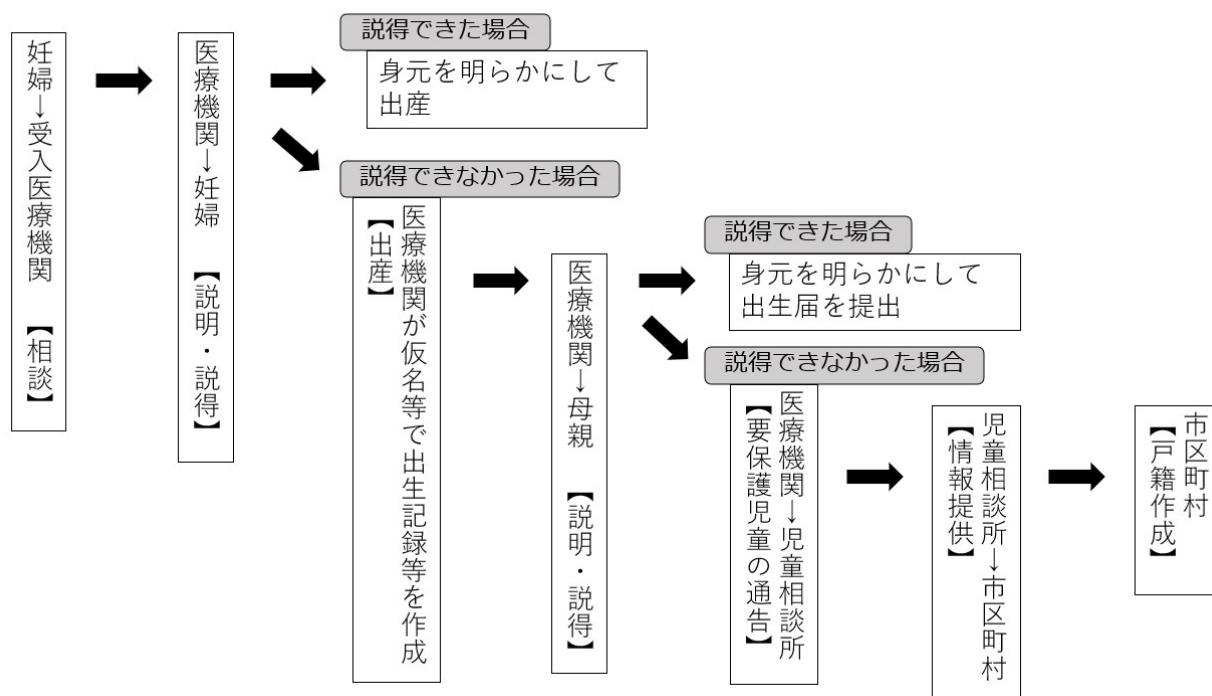 妊婦→受入医療機関　【相談】
医療機関→妊婦　【説明・説得】
説得できた場合
身元を明らかにして
出産
説得できなかった場合
医療機関が仮名等で出生記録等を作成
【出産】
医療機関→母親　【説明・説得】
説得できた場合
身元を明らかにして
出生届を提出
説得できなかった場合
医療機関→児童相談所
【要保護児童の通告】
児童相談所→市区町村
【情報提供】
市区町村
【戸籍作成】